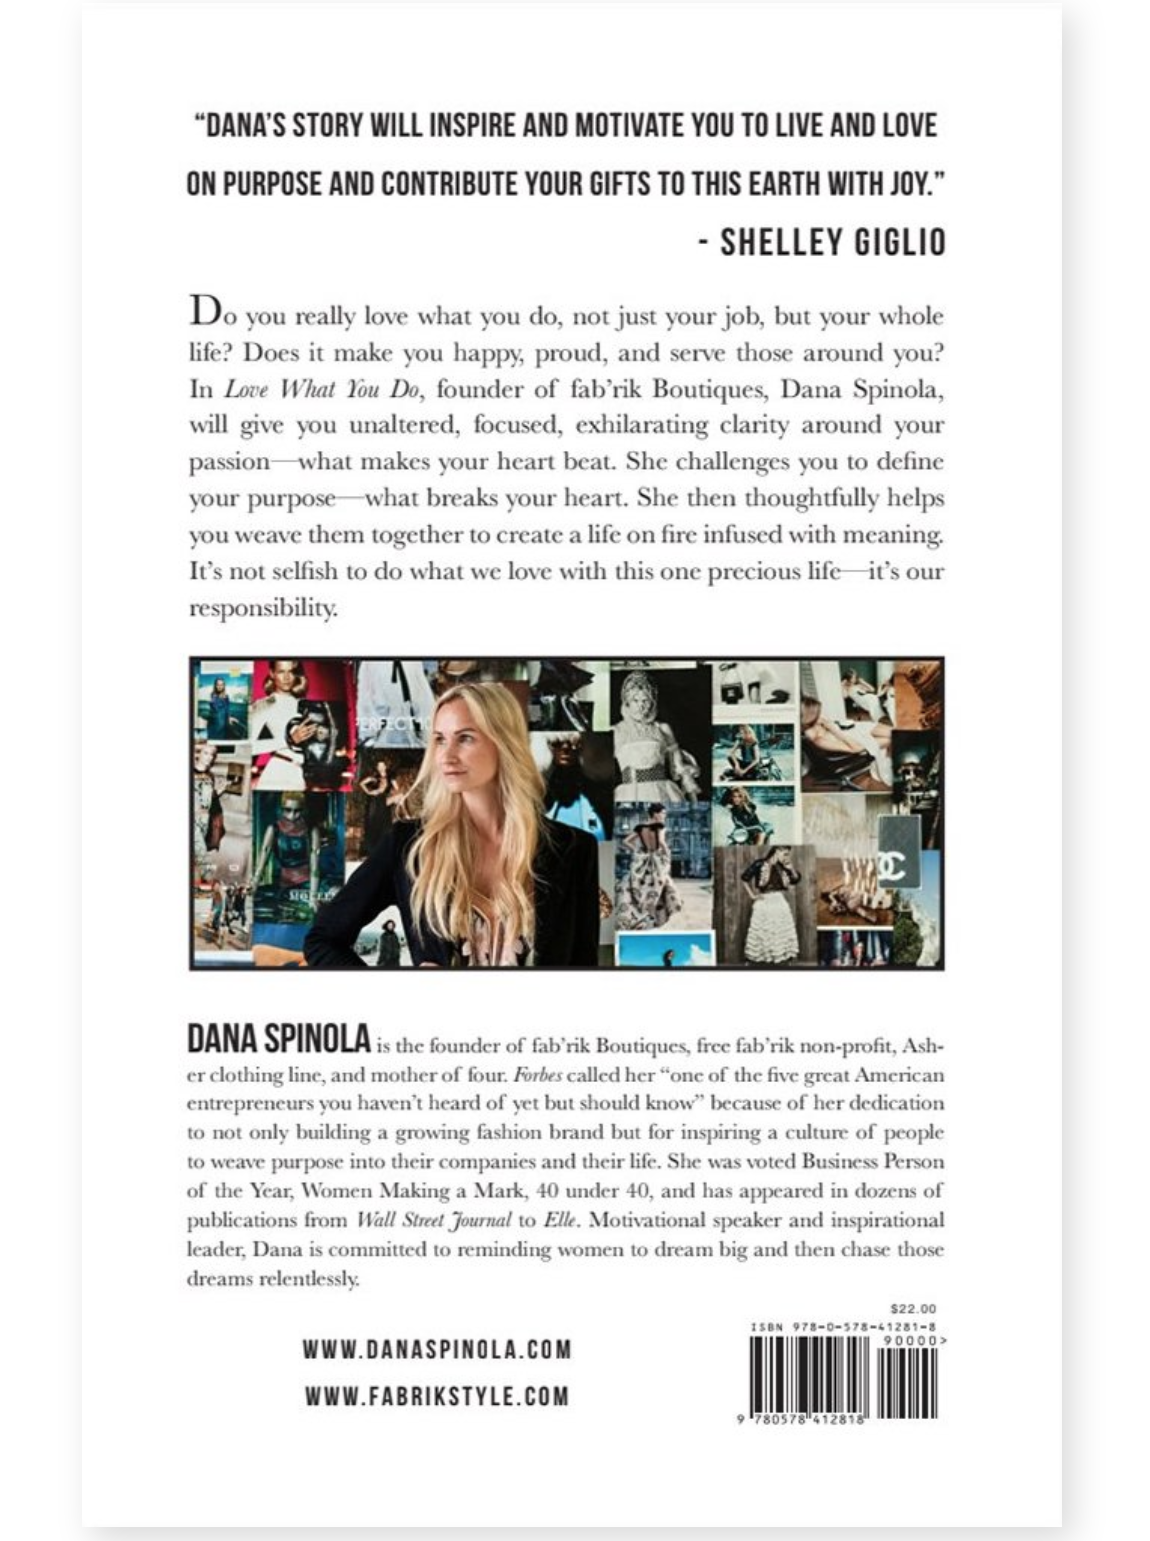 “DANA’S STORY WILL INSPIRE AND MOTIVATE YOU TO LIVE AND LOVE
ON PURPOSE AND CONTRIBUTE YOUR GIFTS TO THIS EARTH WITH JOY.”
- SHELLEY GIGLIO
Do you really love what you do, not just your job, but your whole
life? Does it make you happy, proud, and serve those around you?
In Love What You Do, founder of fab’rik Boutiques, Dana Spinola,
will give you unaltered, focused, exhilarating clarity around your
passion—what makes your heart beat. She challenges you to define
your purpose—what breaks your heart. She then thoughtfully helps
you weave them together to create a life on fire infused with meaning.
It’s not selfish to do what we love with this one precious life—it’s our
responsibility.
DANA SPINOLA is the founder of fab’rik Boutiques, free fab’rik non-profit, Ash-
er clothing line, and mother of four. Forbes called her “one of the five great American
entrepreneurs you haven’t heard of yet but should know” because of her dedication
to not only building a growing fashion brand but for inspiring a culture of people
to weave purpose into their companies and their life. She was voted Business Person
of the Year, Women Making a Mark, 40 under 40, and has appeared in dozens of
publications from Wall Street Journal to Elle. Motivational speaker and inspirational
leader, Dana is committed to reminding women to dream big and then chase those
dreams relentlessly.
$22.00
ISBN 978-0-578-41281-8
90000>
WWW.DANASPINOLA.COM
WWW.FABRIKSTYLE.COM
9 780578 412818